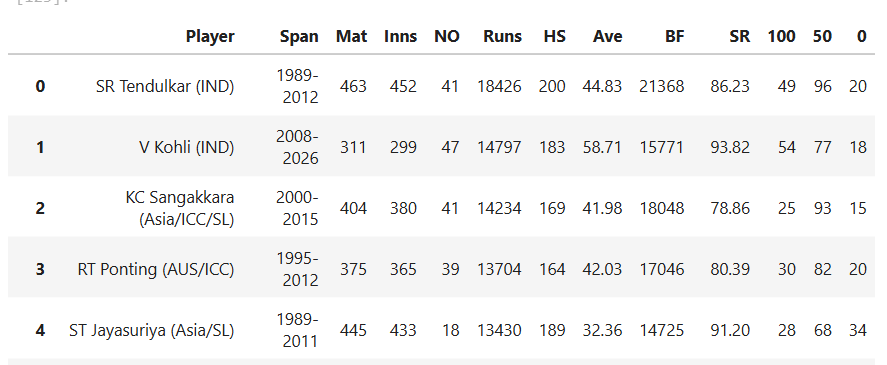 Player Span Mat Inns NO Runs HS Ave BF SR 100 50 0
0 SR Tendulkar (IND) 1989-2012 463 452 41 18426 200 44.83 21368 86.23 49 96 20
1 V Kohli (IND) 2008-2026 311 299 47 14797 183 58.71 15771 93.82 54 77 18
2 KC Sangakkara (Asia/ICC/SL) 2000-2015 404 380 41 14234 169 41.98 18048 78.86 25 93 15
3 RT Ponting (AUS/ICC) 1995-2012 375 365 39 13704 164 42.03 17046 80.39 30 82 20
4 ST Jayasuriya (Asia/SL) 1989-2011 445 433 18 13430 189 32.36 14725 91.20 28 68 34